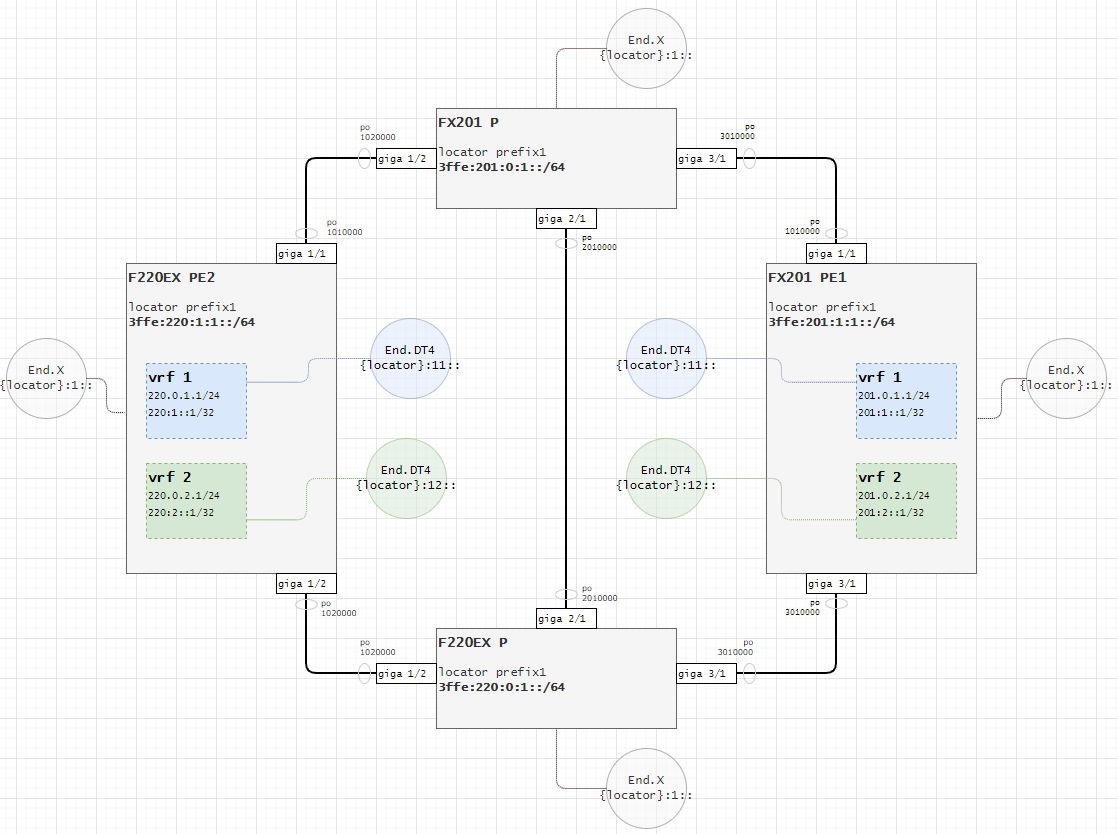 End.X
{locator}:1::
FX201 P
locator prefix1
3ffe:201:0:1::/64
po
1020000
giga 1/2
po
3010000
giga 3/1
giga 2/1
po
2010000
po
1010000
giga 1/1
po
1010000
giga 1/1
F220EX PE2
locator prefix1
3ffe:220:1:1::/64
FX201 PE1
locator prefix1
3ffe:201:1:1::/64
End.X
{locator}:1::
vrf 1
220.0.1.1/24
220:1::1/32
End.DT4
{locator}:11::
End.DT4
{locator}:11::
vrf 1
201.0.1.1/24
201:1::1/32
End.X
{locator}:1::
vrf 2
220.0.2.1/24
220:2::1/32
End.DT4
{locator}:12::
End.DT4
{locator}:12::
vrf 2
201.0.2.1/24
201:2::1/32
giga 1/2
po
1020000
po
2010000
giga 2/1
giga 3/1
po
3010000
po
1020000
giga 1/2
F220EX P
locator prefix1
3ffe:220:0:1::/64
po
3010000
giga 3/1
End.X
{locator}:1::